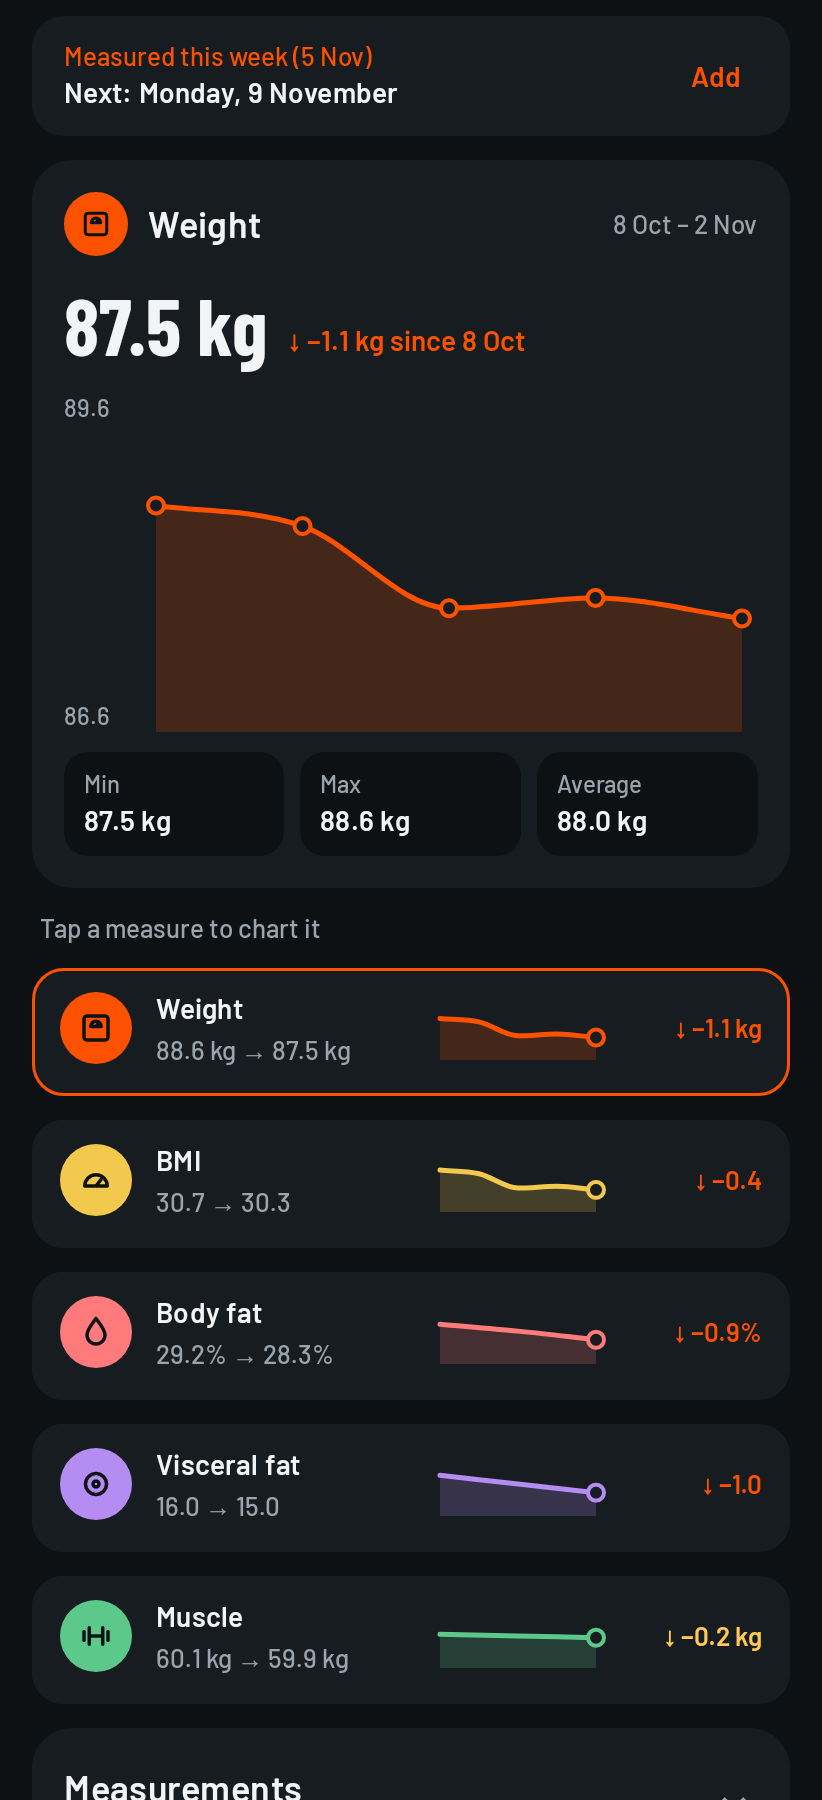 Measured this week (5 Nov)
Next: Monday, 9 November
Add
Weight
8 Oct – 2 Nov
87.5 kg
↓ −1.1 kg since 8 Oct
89.6
86.6
Min
87.5 kg
Max
88.6 kg
Average
88.0 kg
Tap a measure to chart it
Weight
88.6 kg → 87.5 kg
↓ −1.1 kg
BMI
30.7 → 30.3
↓ −0.4
Body fat
29.2% → 28.3%
↓ −0.9%
Visceral fat
16.0 → 15.0
↓ −1.0
Muscle
60.1 kg → 59.9 kg
↓ −0.2 kg
Measurements